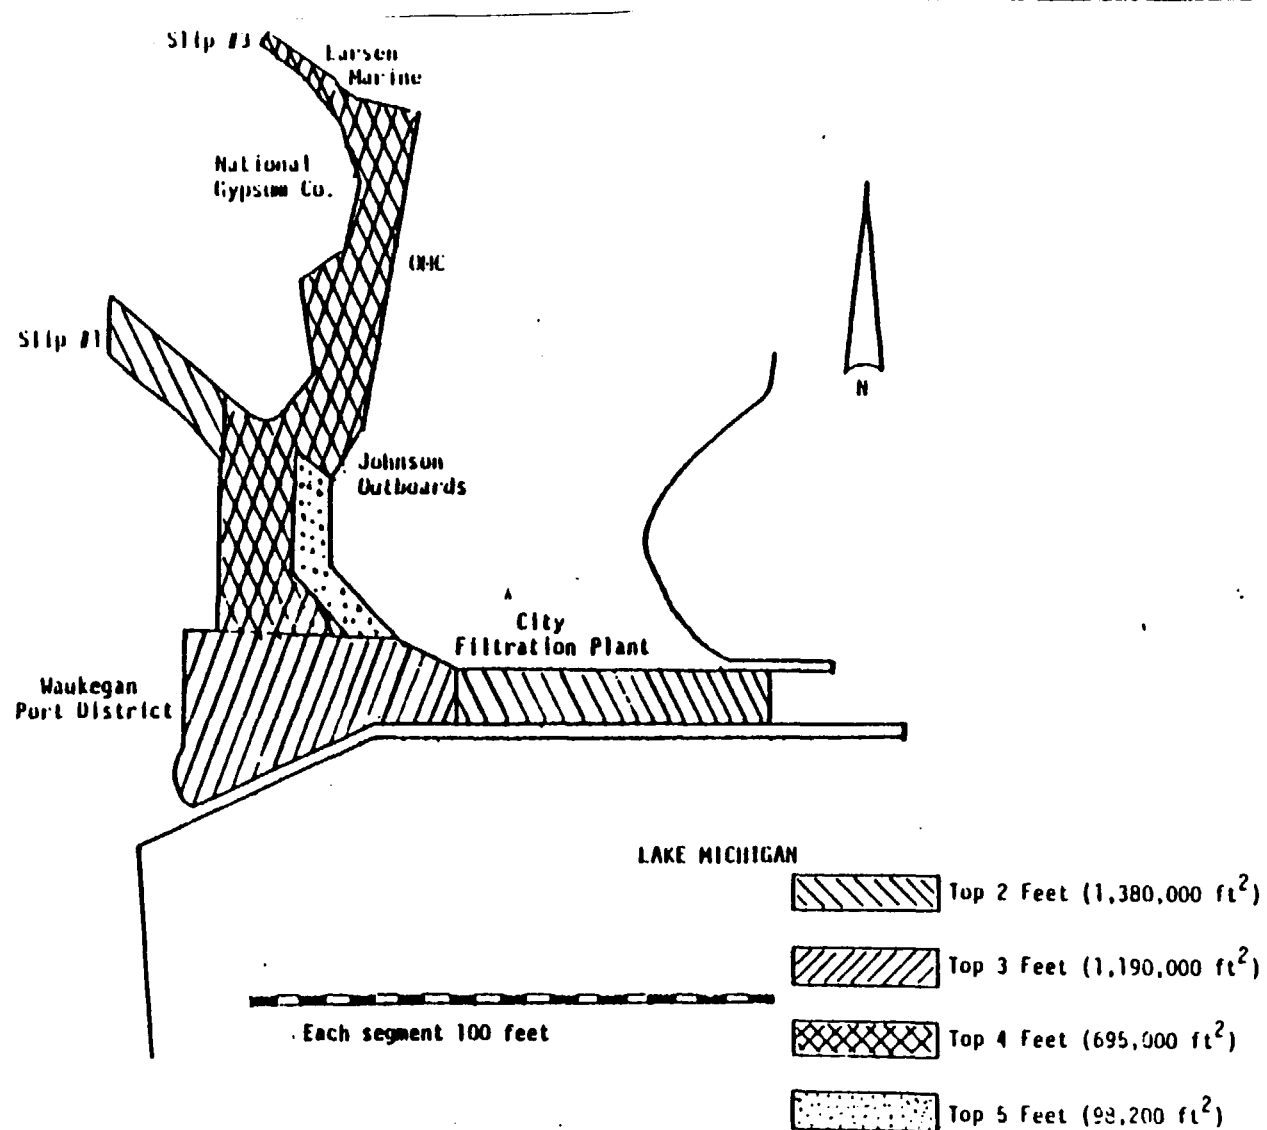 Slip #3
Larsen
Marine
National
Gypsum Co.
OMC
Slip #1
N
Johnson
Outboards
City
Filtration Plant
Waukegan
Port District
LAKE MICHIGAN
Top 2 Feet (1,380,000 ft²)
Top 3 Feet (1,190,000 ft²)
Each segment 100 feet
Top 4 Feet (695,000 ft²)
Top 5 Feet (98,200 ft²)